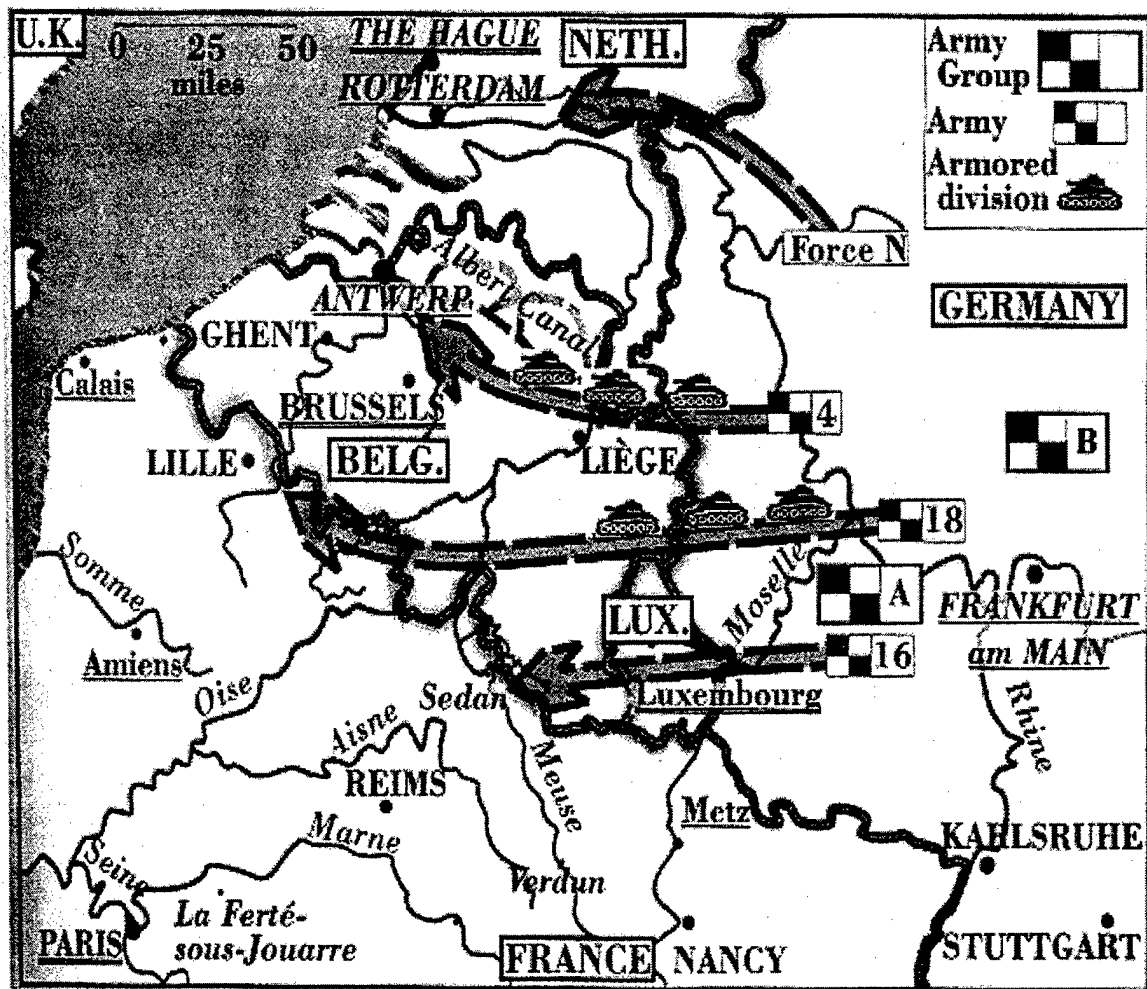 U.K.
0 25 50
miles
THE HAGUE
NETH.
ROTTERDAM
Army
Group
Army
Armored
division
Force N
Albert Canal
GERMANY
ANTWERP
GHENT
Calais
BRUSSELS
4
B
LILLE
BELG.
LIÈGE
18
Somme
Moselle
A
LUX.
FRANKFURT
am MAIN
16
Amiens
Oise
Sedan
Luxembourg
Rhine
Aisne
REIMS
Meuse
Metz
Marne
KAHLSRUHE
Seine
Verdun
La Ferté-
sous-Jouarre
PARIS
FRANCE
NANCY
STUTTGART